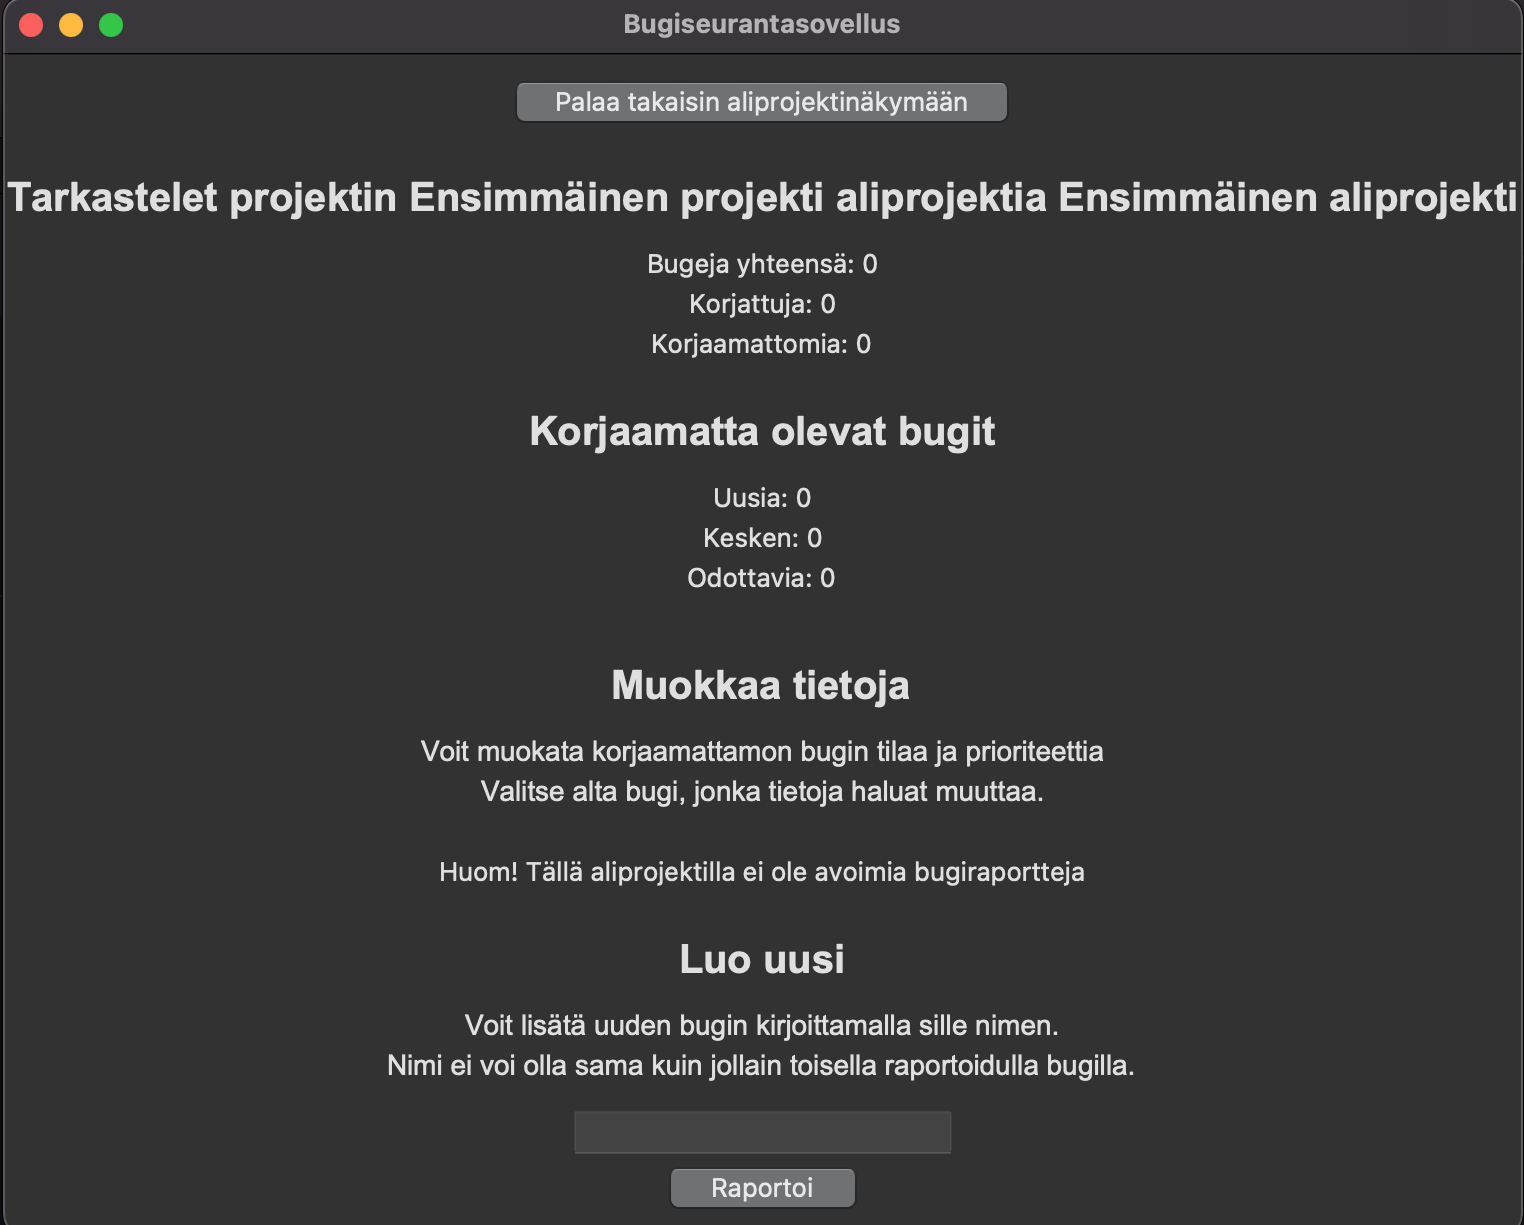 Bugiseurantasovellus
Palaa takaisin aliprojektinäkymään
Tarkastelet projektin Ensimmäinen projekti aliprojektia Ensimmäinen aliprojekti
Bugeja yhteensä: 0
Korjattuja: 0
Korjaamattomia: 0
Korjaamatta olevat bugit
Uusia: 0
Kesken: 0
Odottavia: 0
Muokkaa tietoja
Voit muokata korjaamattamon bugin tilaa ja prioriteettia
Valitse alta bugi, jonka tietoja haluat muuttaa.
Huom! Tällä aliprojektilla ei ole avoimia bugiraportteja
Luo uusi
Voit lisätä uuden bugin kirjoittamalla sille nimen.
Nimi ei voi olla sama kuin jollain toisella raportoidulla bugilla.
Raportoi